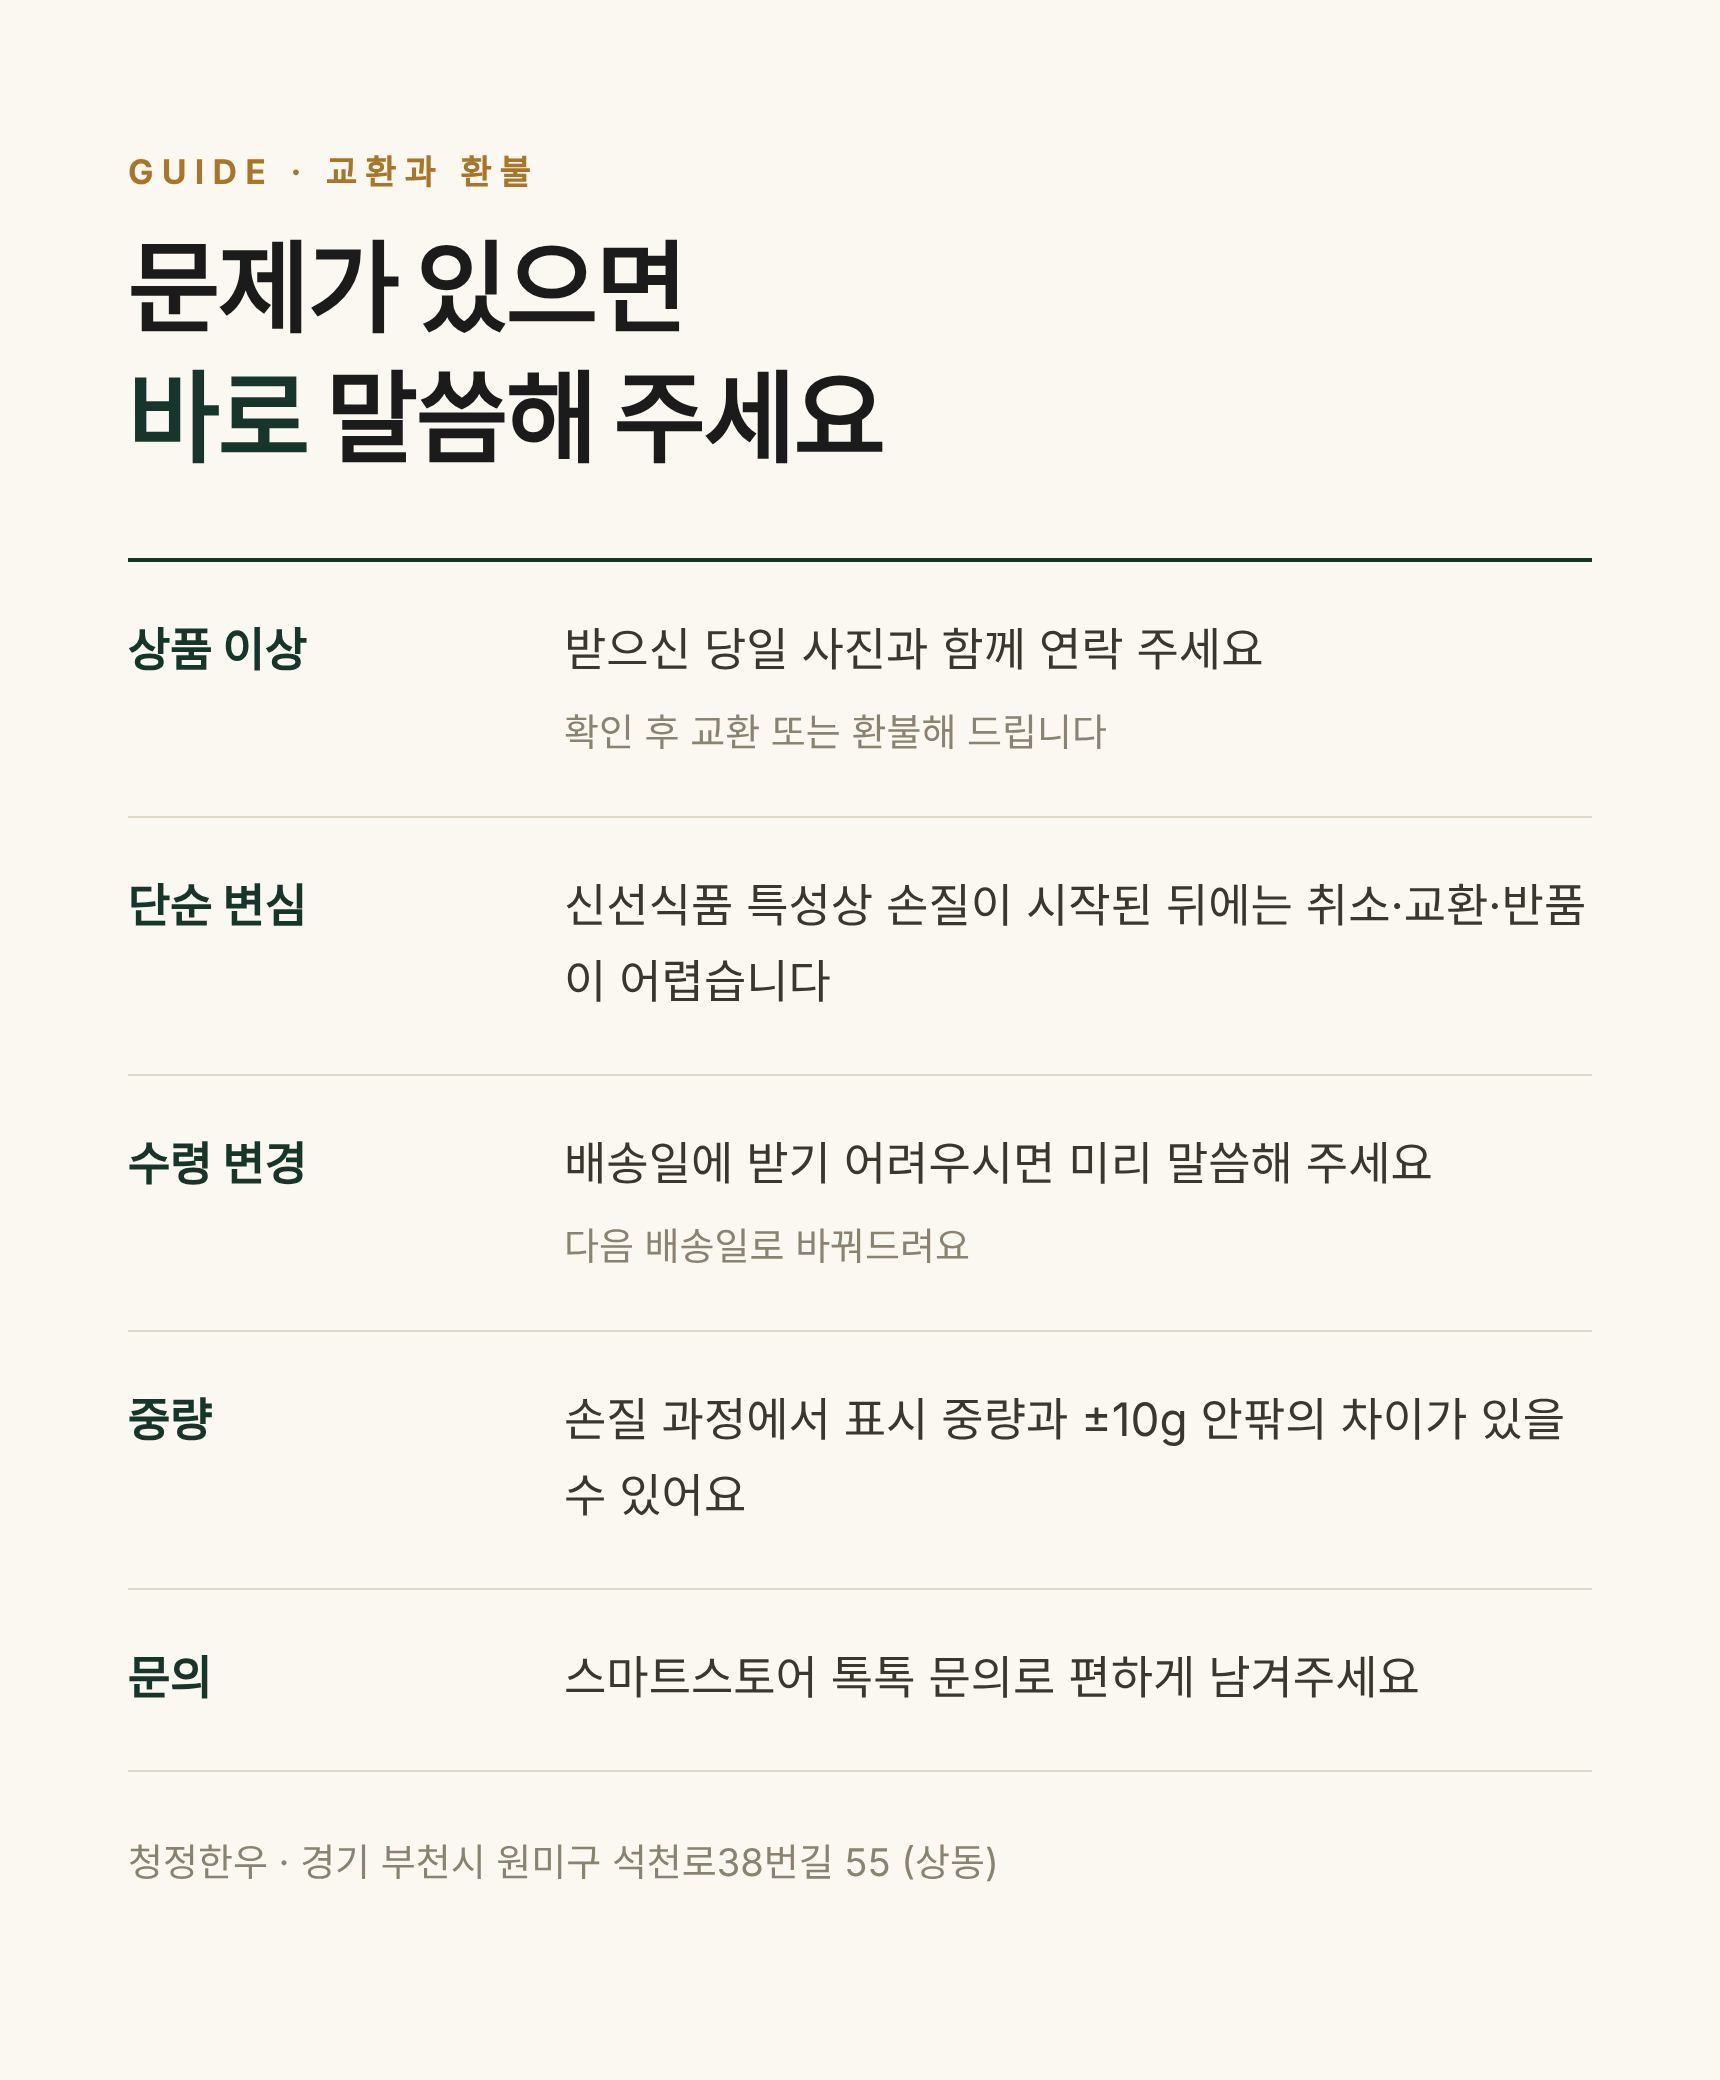 GUIDE · 교환과 환불
문제가 있으면
바로 말씀해 주세요
상품 이상
받으신 당일 사진과 함께 연락 주세요
확인 후 교환 또는 환불해 드립니다
단순 변심
신선식품 특성상 손질이 시작된 뒤에는 취소·교환·반품
이 어렵습니다
수령 변경
배송일에 받기 어려우시면 미리 말씀해 주세요
다음 배송일로 바꿔드려요
중량
손질 과정에서 표시 중량과 ±10g 안팎의 차이가 있을
수 있어요
문의
스마트스토어 톡톡 문의로 편하게 남겨주세요
청정한우 · 경기 부천시 원미구 석천로38번길 55 (상동)